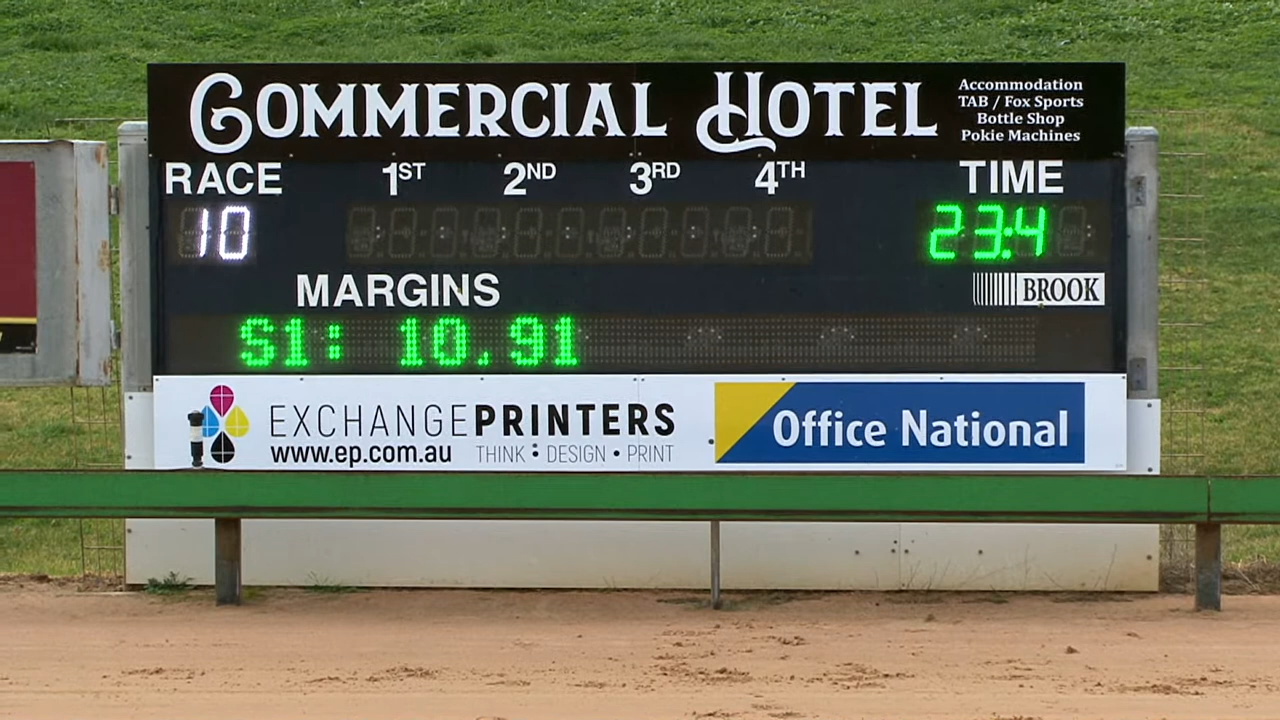 COMMERCIAL HOTEL
Accommodation
TAB / Fox Sports
Bottle Shop
Pokie Machines
RACE 1ST 2ND 3RD 4TH TIME
10 23:4
MARGINS
BROOK
S1: 10.91
EXCHANGEPRINTERS
www.ep.com.au THINK : DESIGN • PRINT
Office National